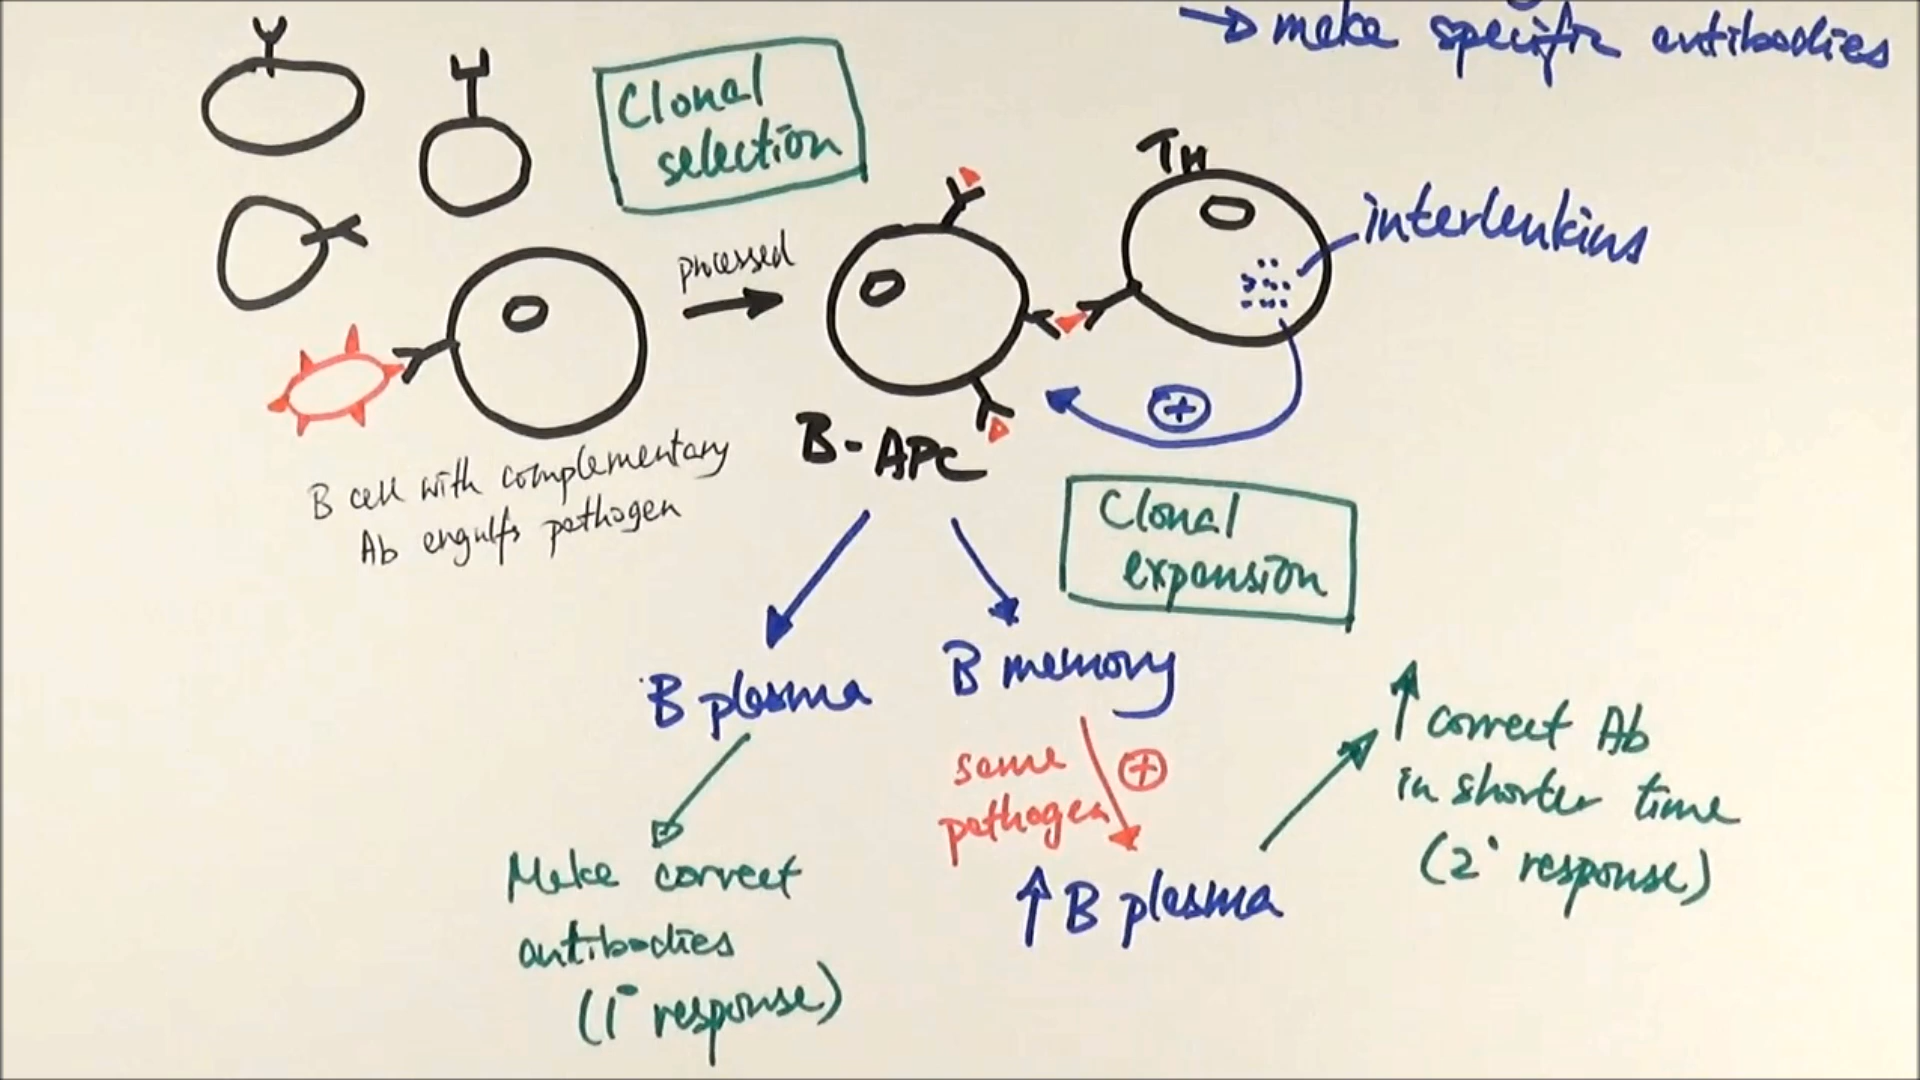 → make specific antibodies
Clonal
selection
TH
interleukins
processed
B cell with complementary
Ab engulfs pathogen
B-APC
+
Clonal
expansion
B plasma
B memory
same
pathogen
+
↑ B plasma
↑ correct Ab
in shorter time
(2° response)
Make correct
antibodies
(1° response)